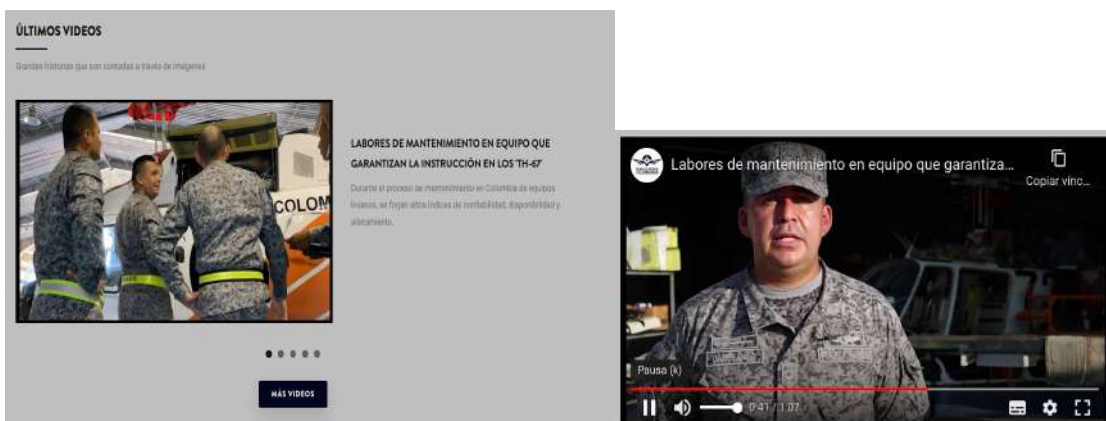 ÚLTIMOS VIDEOS
Grandes historias que son contadas a través de imágenes
COLOM
LABORES DE MANTENIMIENTO EN EQUIPO QUE
GARANTIZAN LA INSTRUCCIÓN EN LOS 'TH-67'
Durante el proceso de mantenimiento en Colombia de equipos
livianos, se forjan altos índices de confiabilidad, disponibilidad y
alistamiento.
MÁS VIDEOS
Labores de mantenimiento en equipo que garantiza...
Copiar vínc...
Pausa (k)
0:41 / 1:07